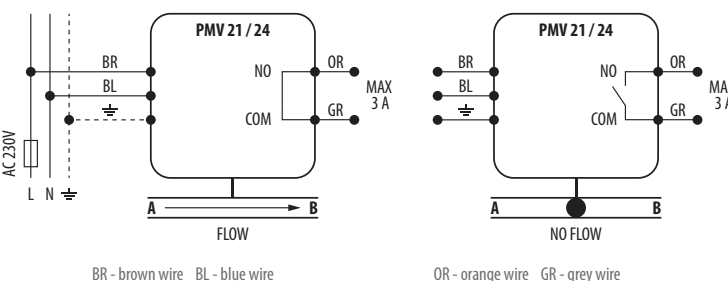 PMV 21 / 24
BR
BL
NO
COM
OR
GR
MAX
3 A
AC 230V
L N
A B
FLOW
BR - brown wire BL - blue wire
PMV 21 / 24
BR
BL
NO
COM
OR
GR
MA
3 A
A B
NO FLOW
OR - orange wire GR - grey wire